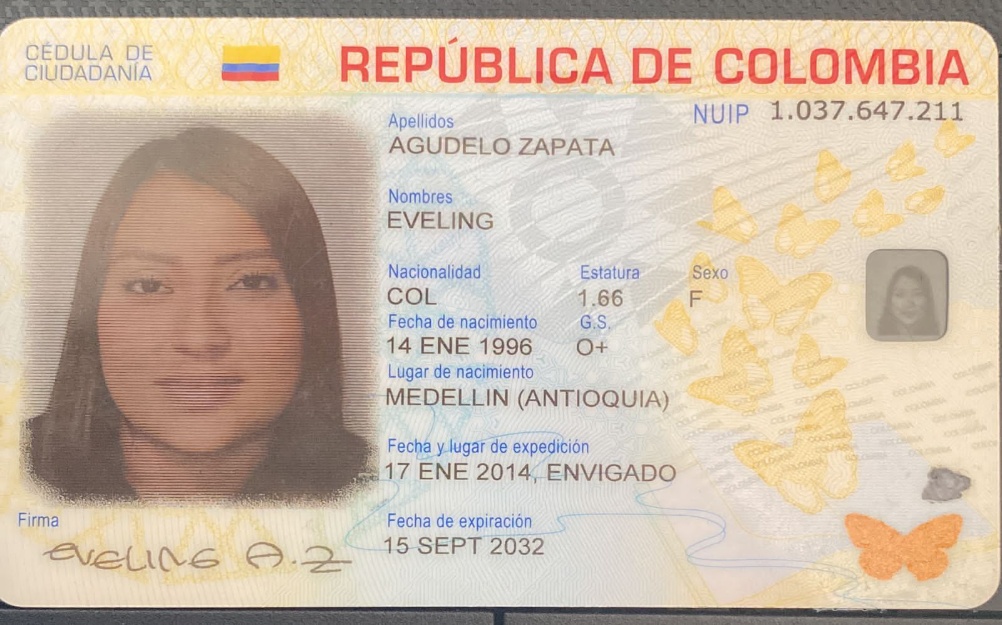 CÉDULA DE
CIUDADANÍA
REPÚBLICA DE COLOMBIA
NUIP 1.037.647.211
Apellidos
AGUDELO ZAPATA
Nombres
EVELING
Nacionalidad Estatura Sexo
COL 1.66 F
Fecha de nacimiento G.S.
14 ENE 1996 O+
Lugar de nacimiento
MEDELLIN (ANTIOQUIA)
Fecha y lugar de expedición
17 ENE 2014, ENVIGADO
Firma
Fecha de expiración
EVELING A.Z
15 SEPT 2032